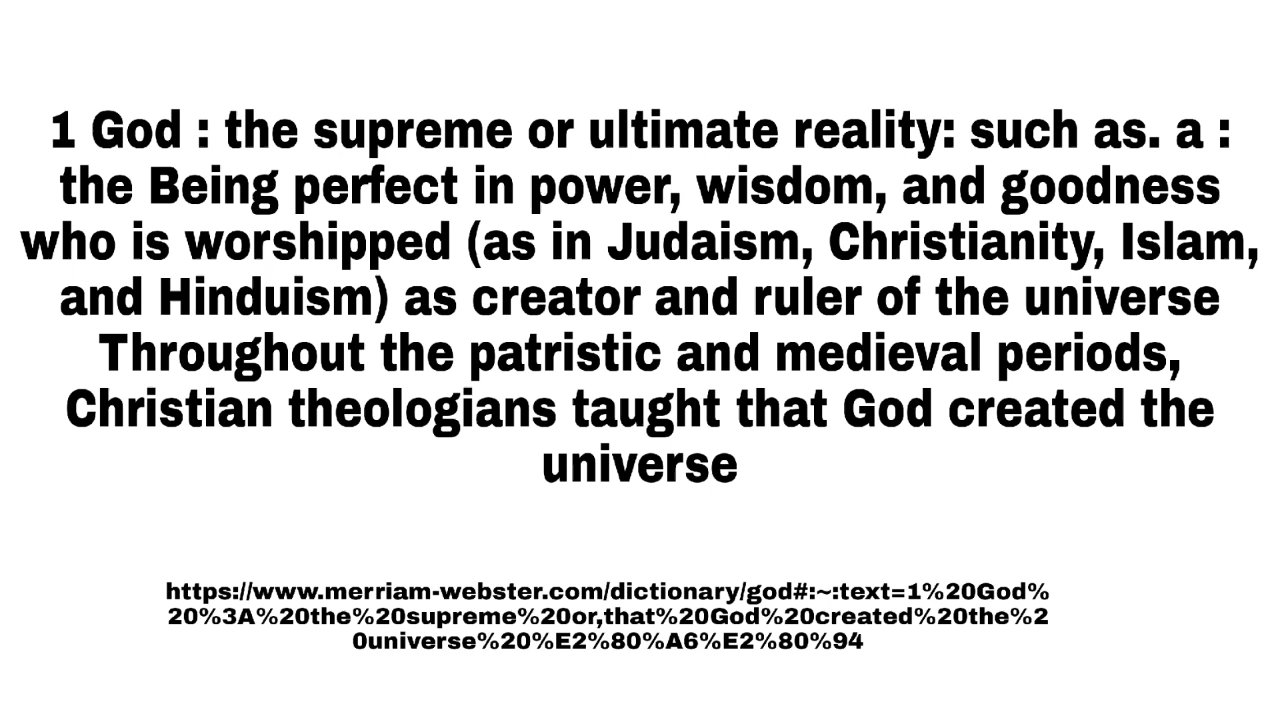 1 God : the supreme or ultimate reality: such as. a :
the Being perfect in power, wisdom, and goodness
who is worshipped (as in Judaism, Christianity, Islam,
and Hinduism) as creator and ruler of the universe
Throughout the patristic and medieval periods,
Christian theologians taught that God created the
universe
https://www.merriam-webster.com/dictionary/god#:~:text=1%20God%
20%3A%20the%20supreme%20or,that%20God%20created%20the%2
0universe%20%E2%80%A6%E2%80%94